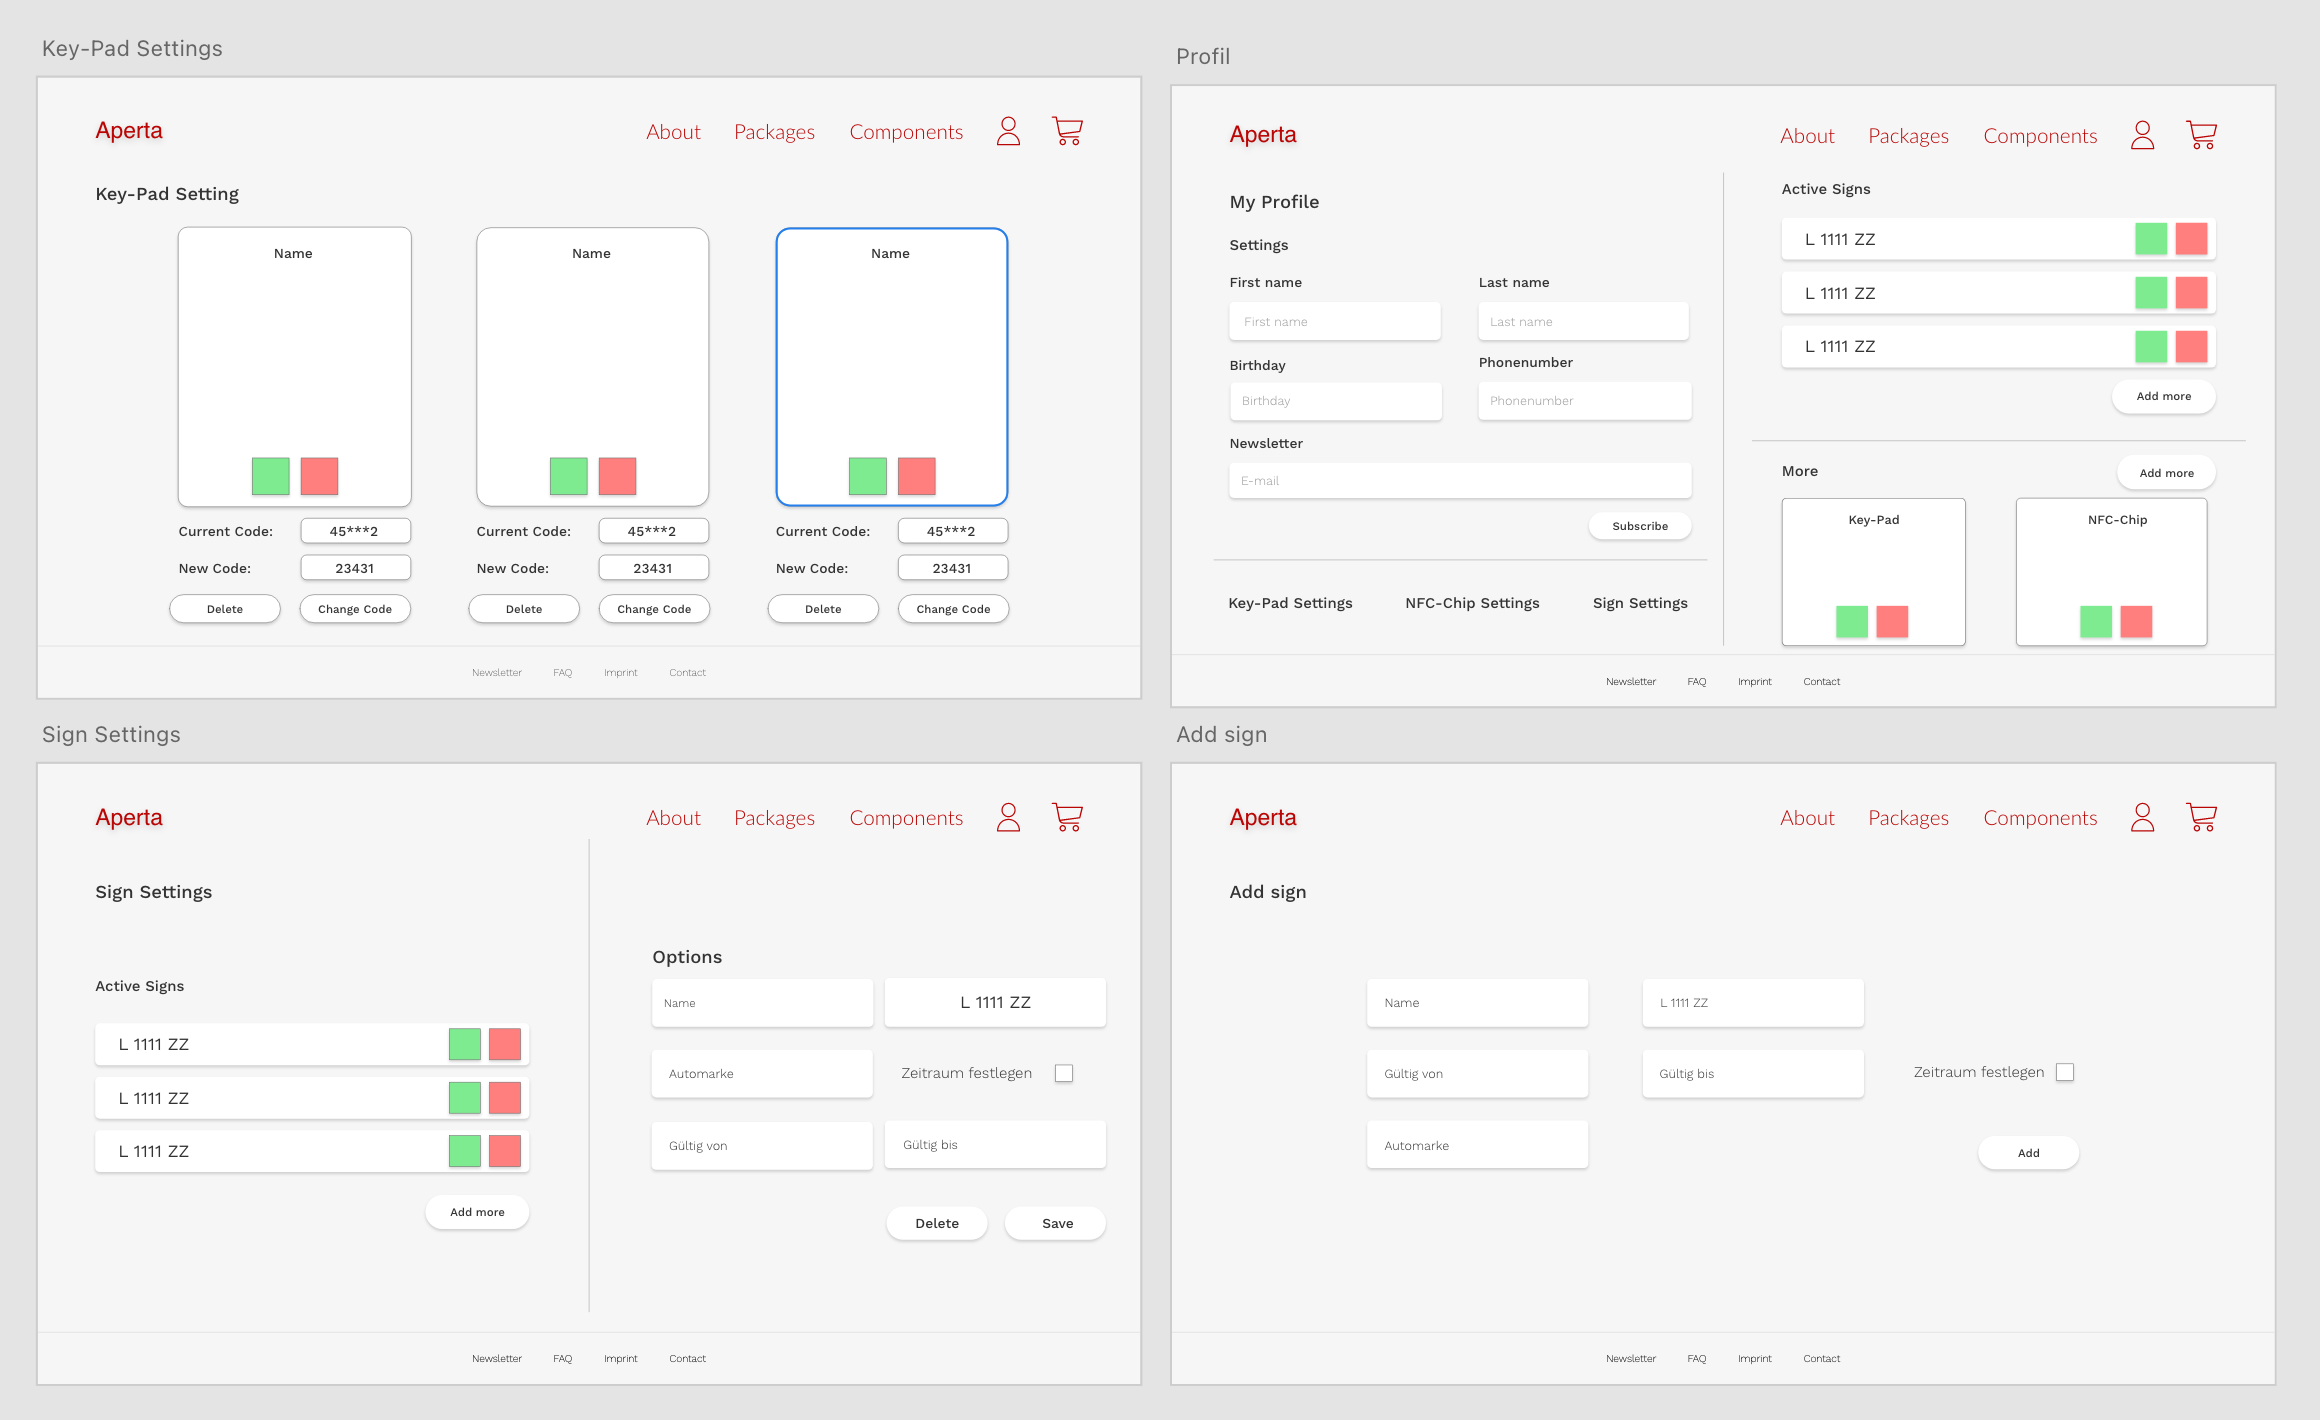 Key-Pad Settings
Aperta
About Packages Components
Key-Pad Setting
Name Name Name
Current Code: 45***2 Current Code: 45***2 Current Code: 45***2
New Code: 23431 New Code: 23431 New Code: 23431
Delete Change Code Delete Change Code Delete Change Code
Newsletter FAQ Imprint Contact
Profil
Aperta
About Packages Components
My Profile
Settings
First name Last name
First name Last name
Birthday Phonenumber
Birthday Phonenumber
Newsletter
E-mail
Subscribe
Key-Pad Settings NFC-Chip Settings Sign Settings
Active Signs
L 1111 ZZ
L 1111 ZZ
L 1111 ZZ
Add more
More Add more
Key-Pad NFC-Chip
Newsletter FAQ Imprint Contact
Sign Settings
Aperta
About Packages Components
Sign Settings
Active Signs
L 1111 ZZ
L 1111 ZZ
L 1111 ZZ
Add more
Options
Name L 1111 ZZ
Automarke Zeitraum festlegen
Gültig von Gültig bis
Delete Save
Newsletter FAQ Imprint Contact
Add sign
Aperta
About Packages Components
Add sign
Name L 1111 ZZ
Gültig von Gültig bis Zeitraum festlegen
Automarke
Add
Newsletter FAQ Imprint Contact